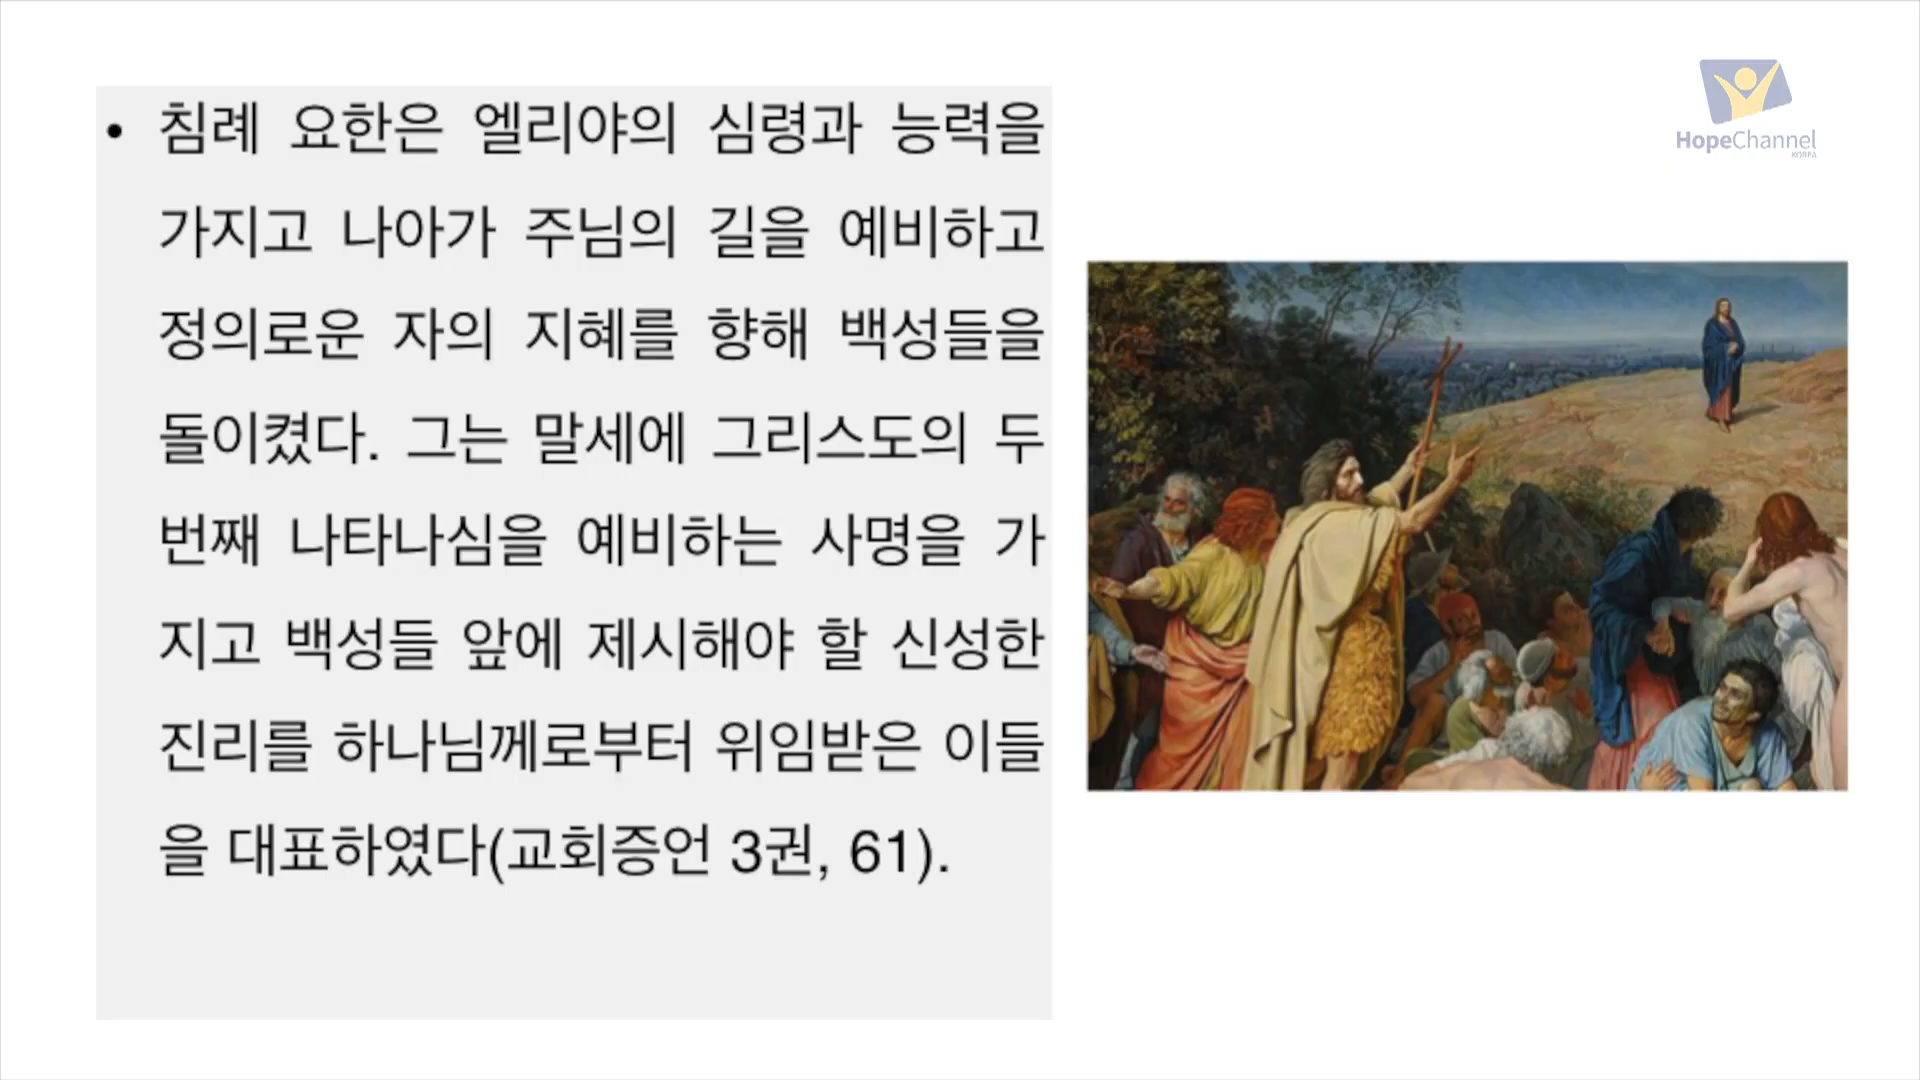 • 침례 요한은 엘리야의 심령과 능력을
가지고 나아가 주님의 길을 예비하고
정의로운 자의 지혜를 향해 백성들을
돌이켰다. 그는 말세에 그리스도의 두
번째 나타나심을 예비하는 사명을 가
지고 백성들 앞에 제시해야 할 신성한
진리를 하나님께로부터 위임받은 이들
을 대표하였다(교회증언 3권, 61).
HopeChannel
KOREA